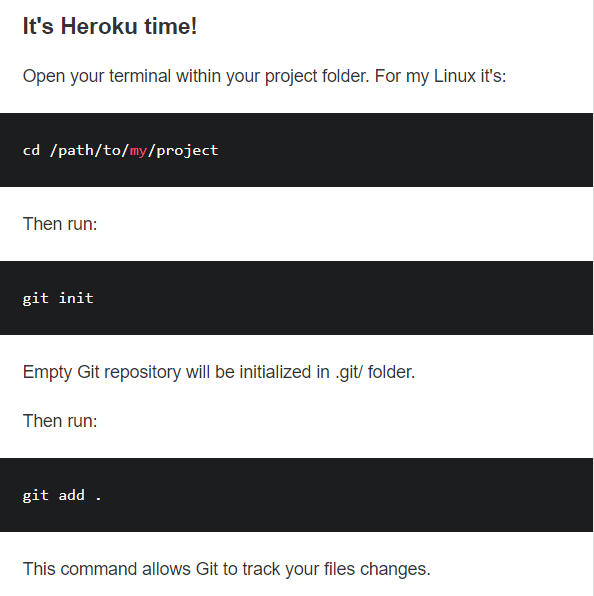 It's Heroku time!
Open your terminal within your project folder. For my Linux it's:
cd /path/to/my/project
Then run:
git init
Empty Git repository will be initialized in .git/ folder.
Then run:
git add .
This command allows Git to track your files changes.